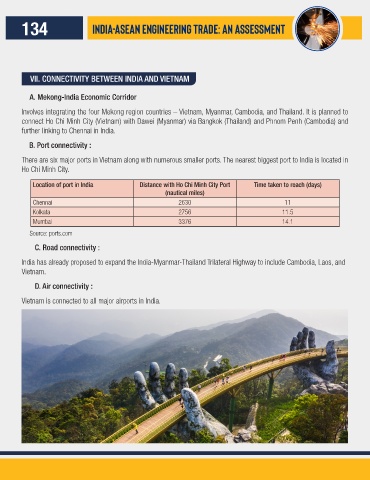 134
INDIA-ASEAN ENGINEERING TRADE: AN ASSESSMENT
VII. CONNECTIVITY BETWEEN INDIA AND VIETNAM
A. Mekong-India Economic Corridor
Involves integrating the four Mekong region countries – Vietnam, Myanmar, Cambodia, and Thailand. It is planned to
connect Ho Chi Minh City (Vietnam) with Dawei (Myanmar) via Bangkok (Thailand) and Phnom Penh (Cambodia) and
further linking to Chennai in India.
B. Port connectivity :
There are six major ports in Vietnam along with numerous smaller ports. The nearest biggest port to India is located in
Ho Chi Minh City.
Location of port in India Distance with Ho Chi Minh City Port Time taken to reach (days)
(nautical miles)
Chennai 2630 11
Kolkata 2756 11.5
Mumbai 3376 14.1
Source: ports.com
C. Road connectivity :
India has already proposed to expand the India-Myanmar-Thailand Trilateral Highway to include Cambodia, Laos, and
Vietnam.
D. Air connectivity :
Vietnam is connected to all major airports in India.